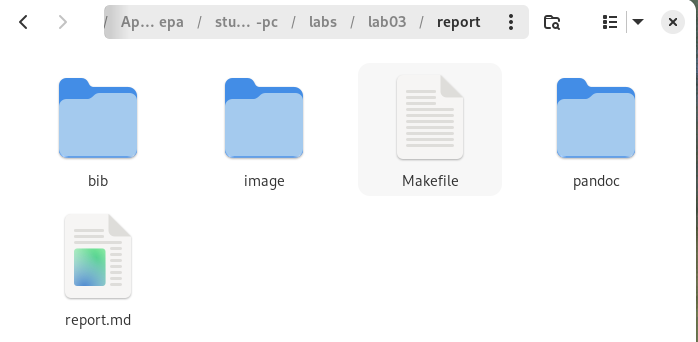 / Ap... epa / stu... -pc / labs / lab03 / report
bib image Makefile pandoc
report.md